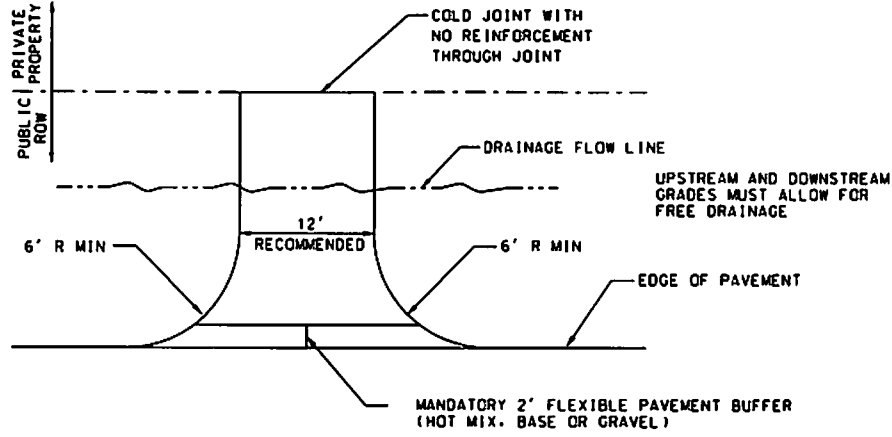 COLD JOINT WITH
NO REINFORCEMENT
THROUGH JOINT
PRIVATE
PROPERTY
PUBLIC
ROW
DRAINAGE FLOW LINE
UPSTREAM AND DOWNSTREAM
GRADES MUST ALLOW FOR
FREE DRAINAGE
12'
RECOMMENDED
6' R MIN
6' R MIN
EDGE OF PAVEMENT
MANDATORY 2' FLEXIBLE PAVEMENT BUFFER
(HOT MIX. BASE OR GRAVEL)